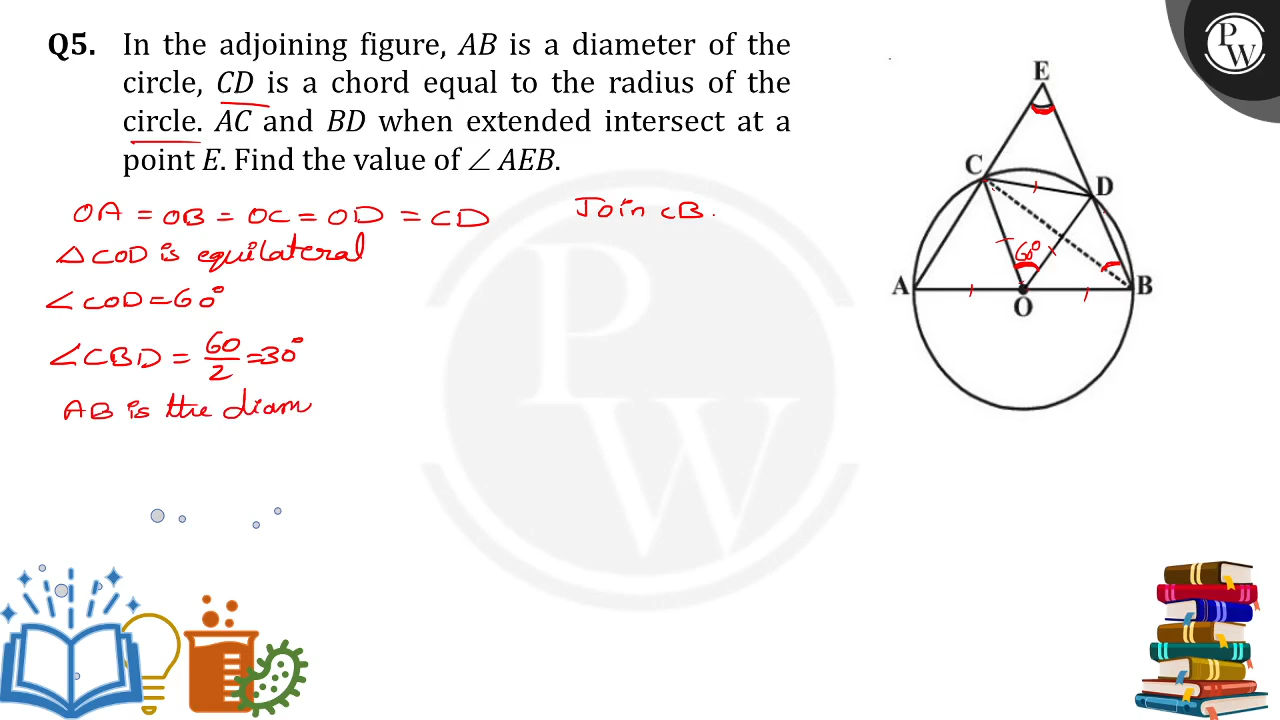 Q5. In the adjoining figure, AB is a diameter of the
circle, CD is a chord equal to the radius of the
circle. AC and BD when extended intersect at a
point E. Find the value of ∠ AEB.
OA = OB = OC = OD = CD
Join CB.
△ COD is equilateral
∠ COD = 60°
∠ CBD = 60/2 = 30°
AB is the diam
E
C
D
60°
A
B
O
P
W
P
W